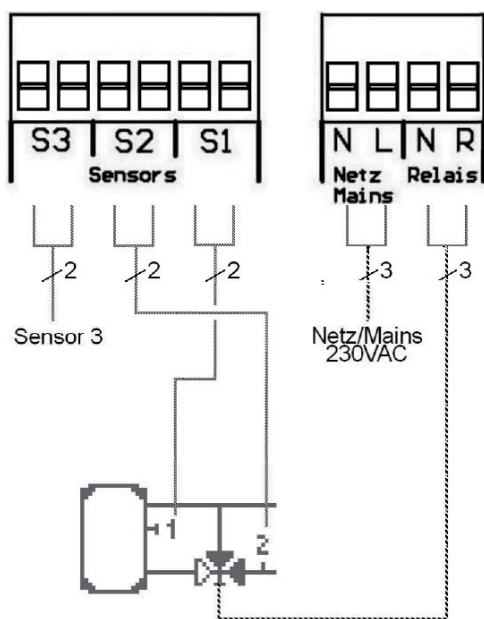 S3 S2 S1
Sensors
N L N R
Netz Relais
Mains
2 2 2 3 3
Sensor 3
Netz/Mains
230VAC
1
2